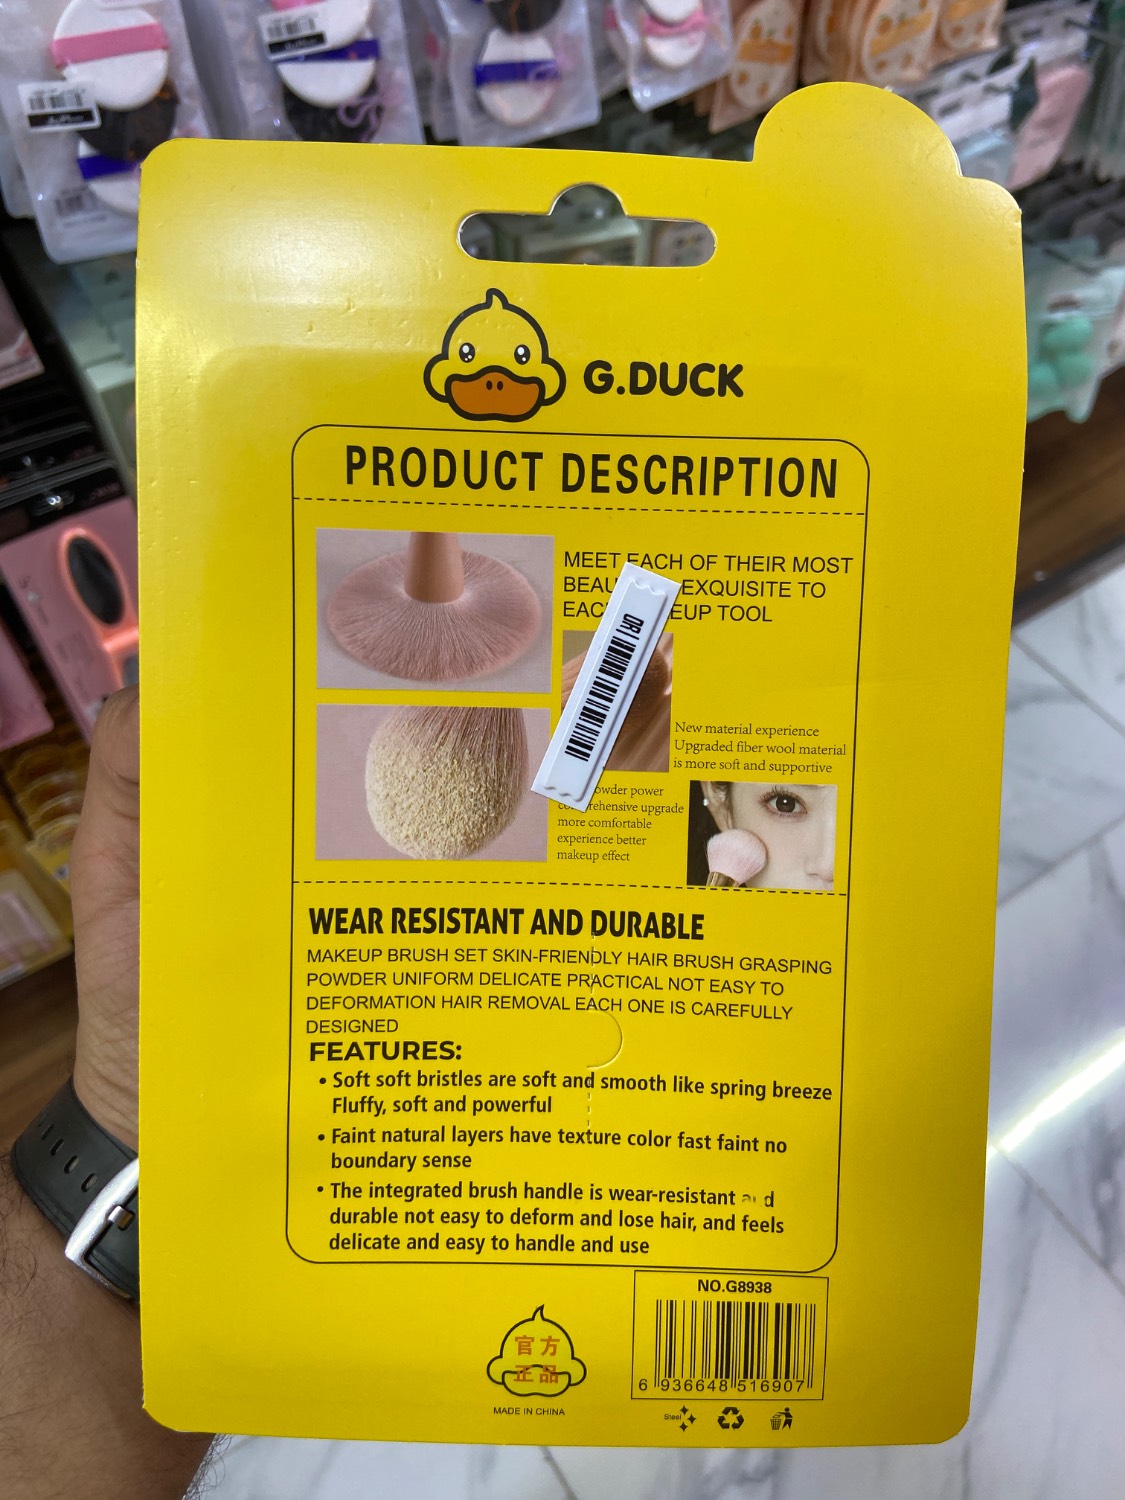 G.DUCK
PRODUCT DESCRIPTION
MEET EACH OF THEIR MOST
EXQUISITE TO
TOOL
New material experience
Upgraded fiber wool material
is more soft and supportive
power
upgrade
more comfortable
experience better
makeup effect
WEAR RESISTANT AND DURABLE
MAKEUP BRUSH SET SKIN-FRIENDLY HAIR BRUSH GRASPING
POWDER UNIFORM DELICATE PRACTICAL NOT EASY TO
DEFORMATION HAIR REMOVAL EACH ONE IS CAREFULLY
DESIGNED
FEATURES:
• Soft soft bristles are soft and smooth like spring breeze
Fluffy, soft and powerful
• Faint natural layers have texture color fast faint no
boundary sense
• The integrated brush handle is wear-resistant and
durable not easy to deform and lose hair, and feels
delicate and easy to handle and use
NO.G8938
6 936648 516907
官方
正品
MADE IN CHINA
Steel